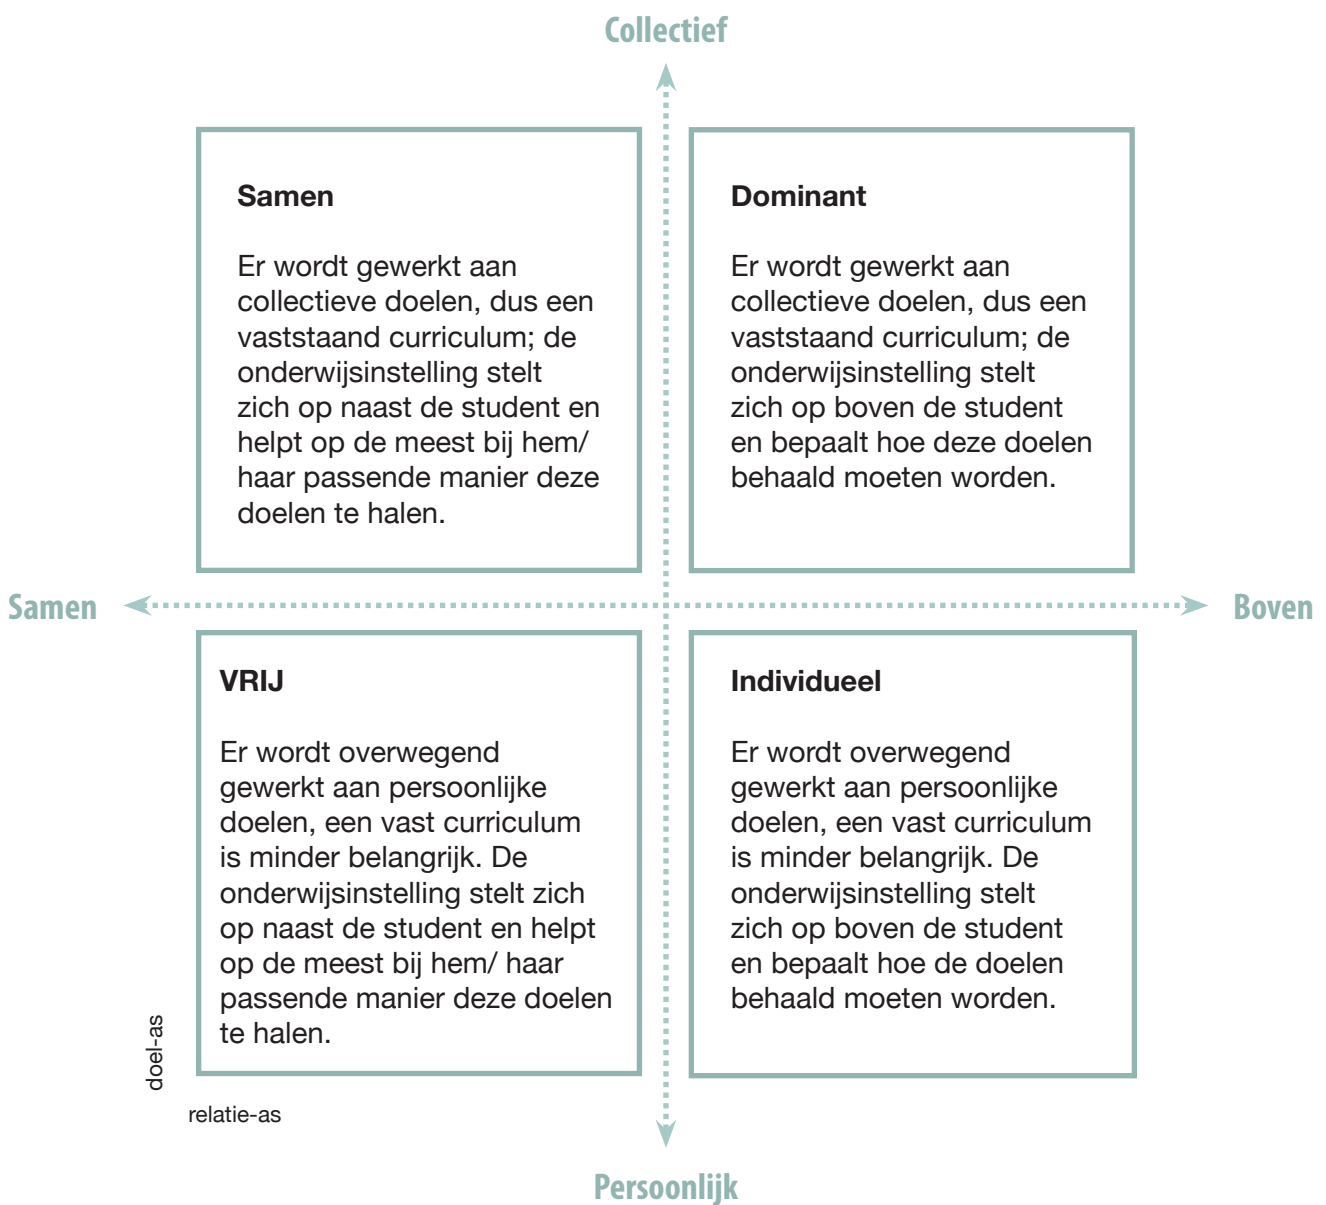 Collectief
Samen
Er wordt gewerkt aan
collectieve doelen, dus een
vaststaand curriculum; de
onderwijsinstelling stelt
zich op naast de student en
helpt op de meest bij hem/
haar passende manier deze
doelen te halen.
Dominant
Er wordt gewerkt aan
collectieve doelen, dus een
vaststaand curriculum; de
onderwijsinstelling stelt
zich op boven de student
en bepaalt hoe deze doelen
behaald moeten worden.
Samen
Boven
VRIJ
Er wordt overwegend
gewerkt aan persoonlijke
doelen, een vast curriculum
is minder belangrijk. De
onderwijsinstelling stelt zich
op naast de student en helpt
op de meest bij hem/ haar
passende manier deze doelen
te halen.
Individueel
Er wordt overwegend
gewerkt aan persoonlijke
doelen, een vast curriculum
is minder belangrijk. De
onderwijsinstelling stelt
zich op boven de student
en bepaalt hoe de doelen
behaald moeten worden.
doel-as
relatie-as
Persoonlijk